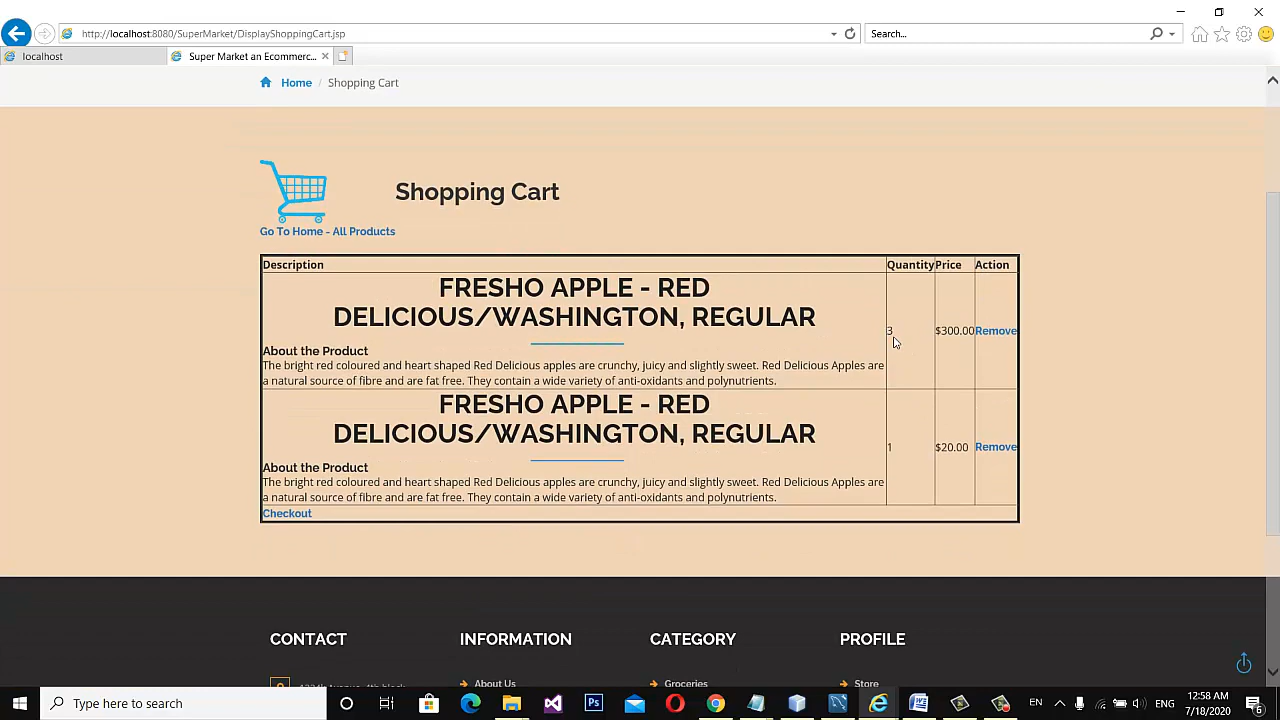 http://localhost:8080/SuperMarket/DisplayShoppingCart.jsp
Search...
localhost
Super Market an Ecommerc...
Home / Shopping Cart
Shopping Cart
Go To Home - All Products
Description Quantity Price Action
FRESHO APPLE - RED
DELICIOUS/WASHINGTON, REGULAR
3 $300.00 Remove
About the Product
The bright red coloured and heart shaped Red Delicious apples are crunchy, juicy and slightly sweet. Red Delicious Apples are
a natural source of fibre and are fat free. They contain a wide variety of anti-oxidants and polynutrients.
FRESHO APPLE - RED
DELICIOUS/WASHINGTON, REGULAR
1 $20.00 Remove
About the Product
The bright red coloured and heart shaped Red Delicious apples are crunchy, juicy and slightly sweet. Red Delicious Apples are
a natural source of fibre and are fat free. They contain a wide variety of anti-oxidants and polynutrients.
Checkout
CONTACT INFORMATION CATEGORY PROFILE
About Us Groceries Store
Type here to search
EN
ENG
12:58 AM
7/18/2020